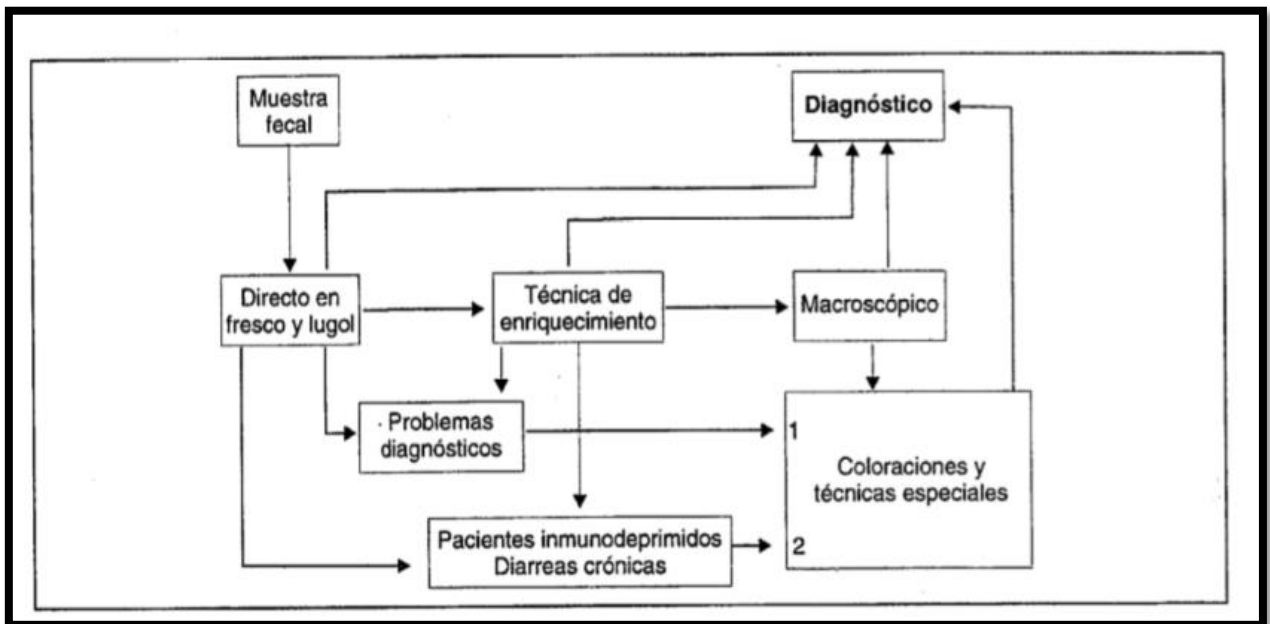 Muestra
fecal
Diagnóstico
Directo en
fresco y lugol
Técnica de
enriquecimiento
Macroscópico
· Problemas
diagnósticos
1
Coloraciones y
técnicas especiales
Pacientes inmunodeprimidos
Diarreas crónicas
2